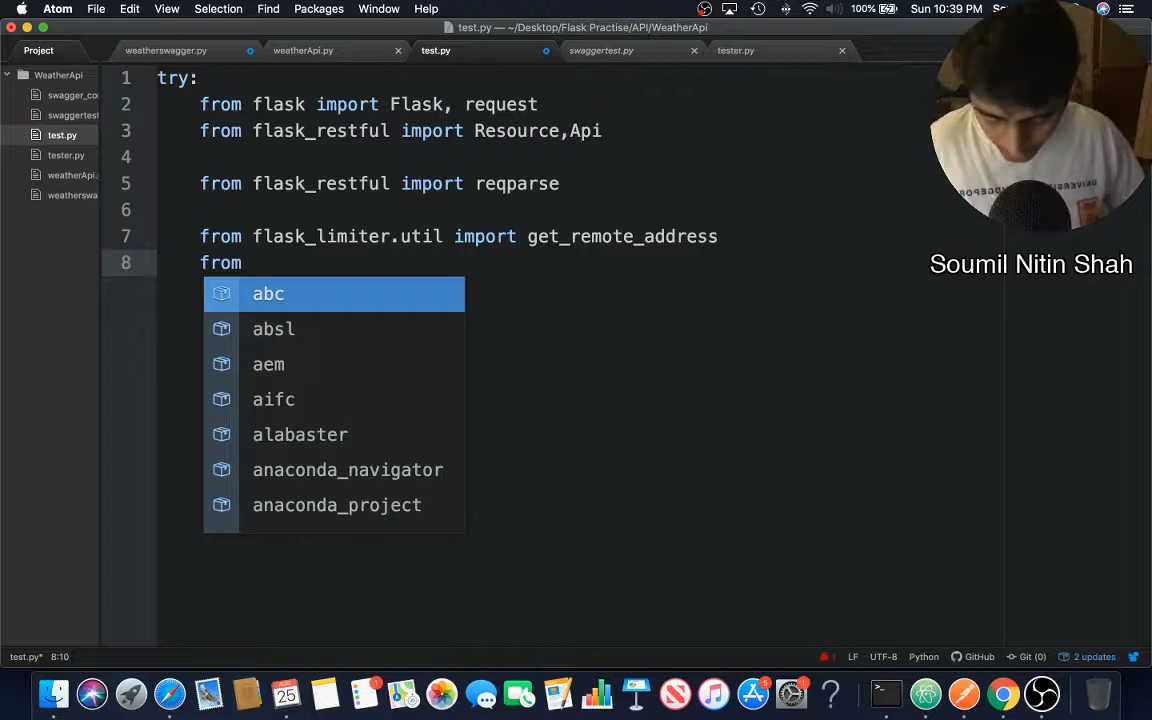 Atom File Edit View Selection Find Packages Window Help 100% Sun 10:39 PM
test.py — ~/Desktop/Flask Practise/API/WeatherApi
Project weatherswagger.py weatherApi.py test.py swaggertest.py tester.py
WeatherApi
swagger_co
swaggertest
test.py
tester.py
weatherApi.
weatherswa
1 try:
2 from flask import Flask, request
3 from flask_restful import Resource,Api
4
5 from flask_restful import reqparse
6
7 from flask_limiter.util import get_remote_address
8 from
abc
absl
aem
aifc
alabaster
anaconda_navigator
anaconda_project
Soumil Nitin Shah
test.py* 8:10 LF UTF-8 Python GitHub Git (0) 2 updates